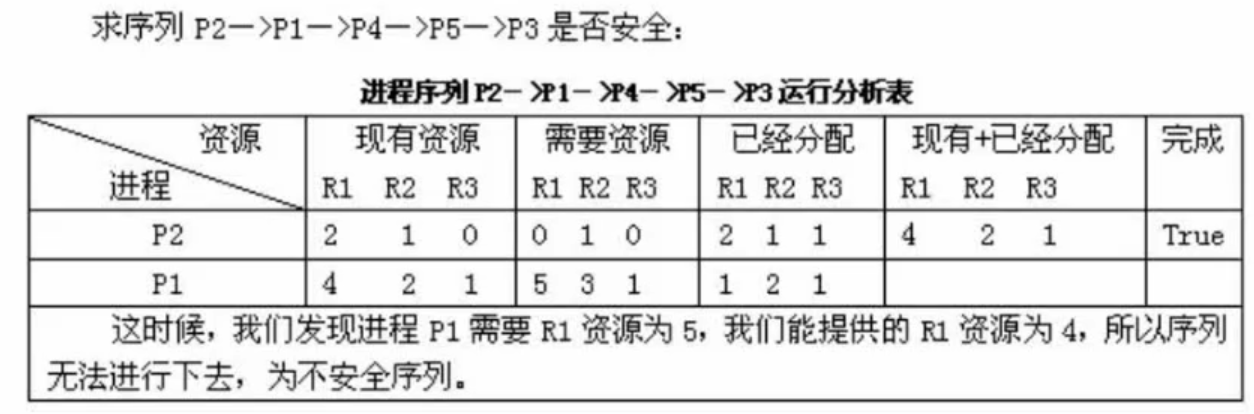 求序列 P2—>P1—>P4—>P5—>P3 是否安全：
进程序列 P2—>P1—>P4—>P5—>P3 运行分析表
资源 现有资源 需要资源 已经分配 现有+已经分配 完成
进程 R1 R2 R3 R1 R2 R3 R1 R2 R3 R1 R2 R3
P2 2 1 0 0 1 0 2 1 1 4 2 1 True
P1 4 2 1 5 3 1 1 2 1
这时候，我们发现进程 P1 需要 R1 资源为 5，我们能提供的 R1 资源为 4，所以序列
无法进行下去，为不安全序列。